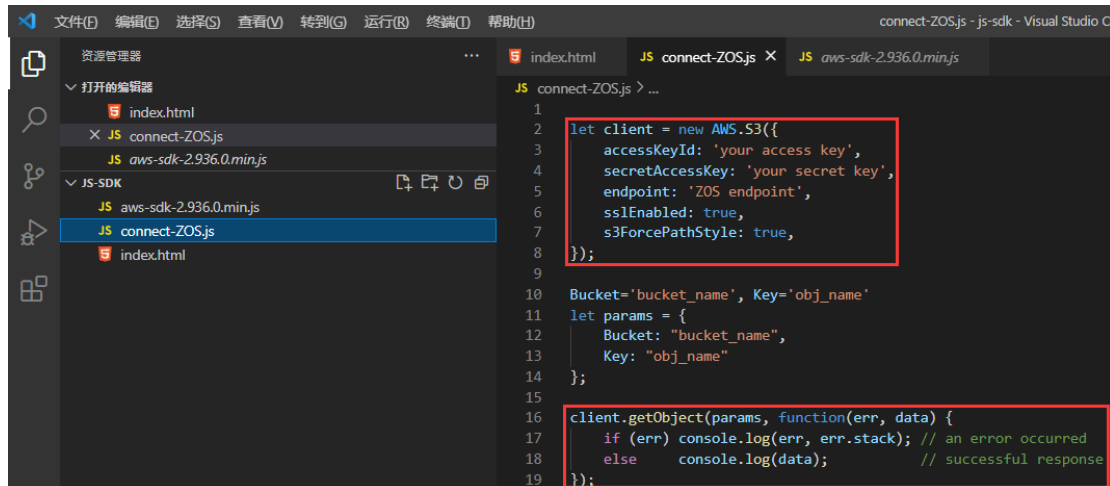 文件(F) 编辑(E) 选择(S) 查看(V) 转到(G) 运行(R) 终端(T) 帮助(H) connect-ZOS.js - js-sdk - Visual Studio C
资源管理器 ...
打开的编辑器
index.html
JS connect-ZOS.js
JS aws-sdk-2.936.0.min.js
JS-SDK
JS aws-sdk-2.936.0.min.js
JS connect-ZOS.js
index.html
index.html JS connect-ZOS.js JS aws-sdk-2.936.0.min.js
JS connect-ZOS.js > ...
1
2 let client = new AWS.S3({
3 accessKeyId: 'your access key',
4 secretAccessKey: 'your secret key',
5 endpoint: 'ZOS endpoint',
6 sslEnabled: true,
7 s3ForcePathStyle: true,
8 });
9
10 Bucket='bucket_name', Key='obj_name'
11 let params = {
12 Bucket: "bucket_name",
13 Key: "obj_name"
14 };
15
16 client.getObject(params, function(err, data) {
17 if (err) console.log(err, err.stack); // an error occurred
18 else console.log(data); // successful response
19 });